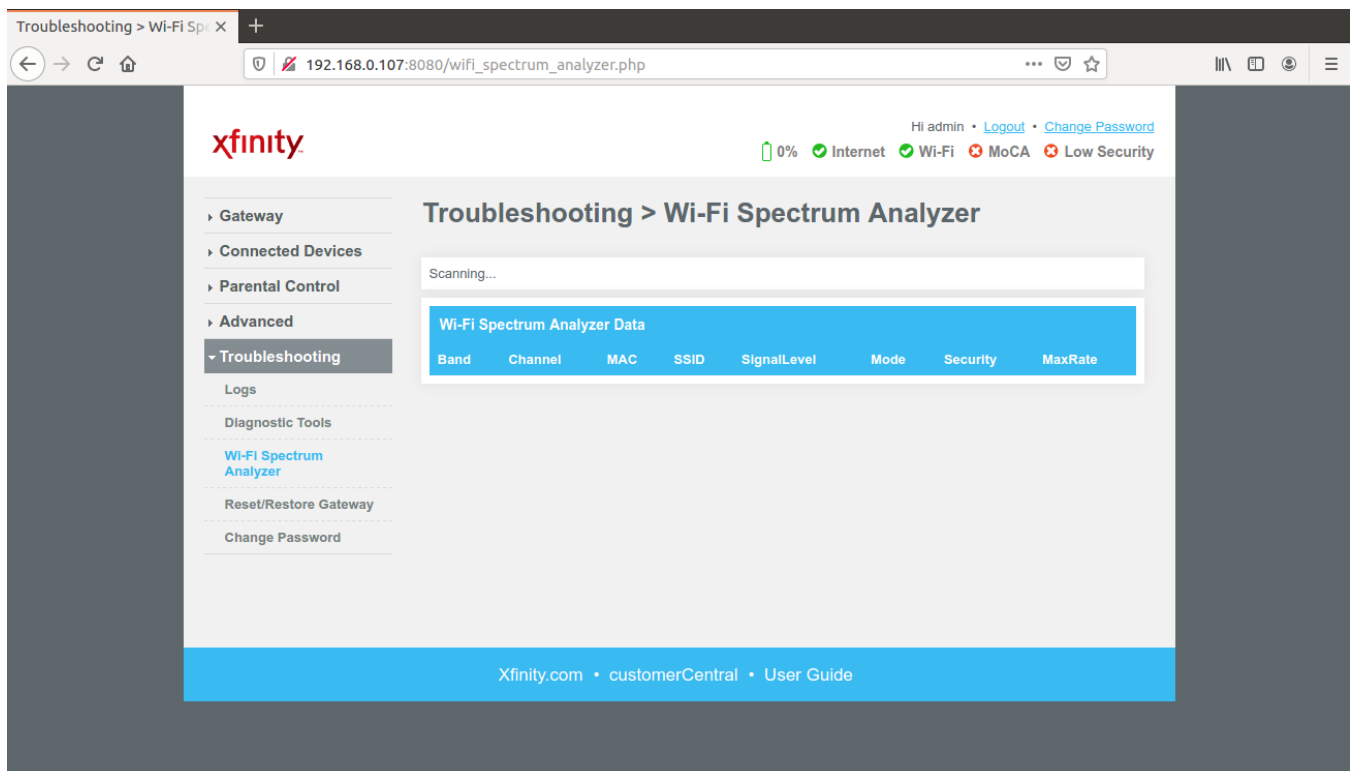 Troubleshooting > Wi-Fi Sp
192.168.0.107:8080/wifi_spectrum_analyzer.php
xfinity
Hi admin • Logout • Change Password
0% Internet Wi-Fi MoCA Low Security
Gateway
Connected Devices
Parental Control
Advanced
Troubleshooting
Logs
Diagnostic Tools
Wi-Fi Spectrum
Analyzer
Reset/Restore Gateway
Change Password
Troubleshooting > Wi-Fi Spectrum Analyzer
Scanning...
Wi-Fi Spectrum Analyzer Data
Band Channel MAC SSID SignalLevel Mode Security MaxRate
Xfinity.com • customerCentral • User Guide